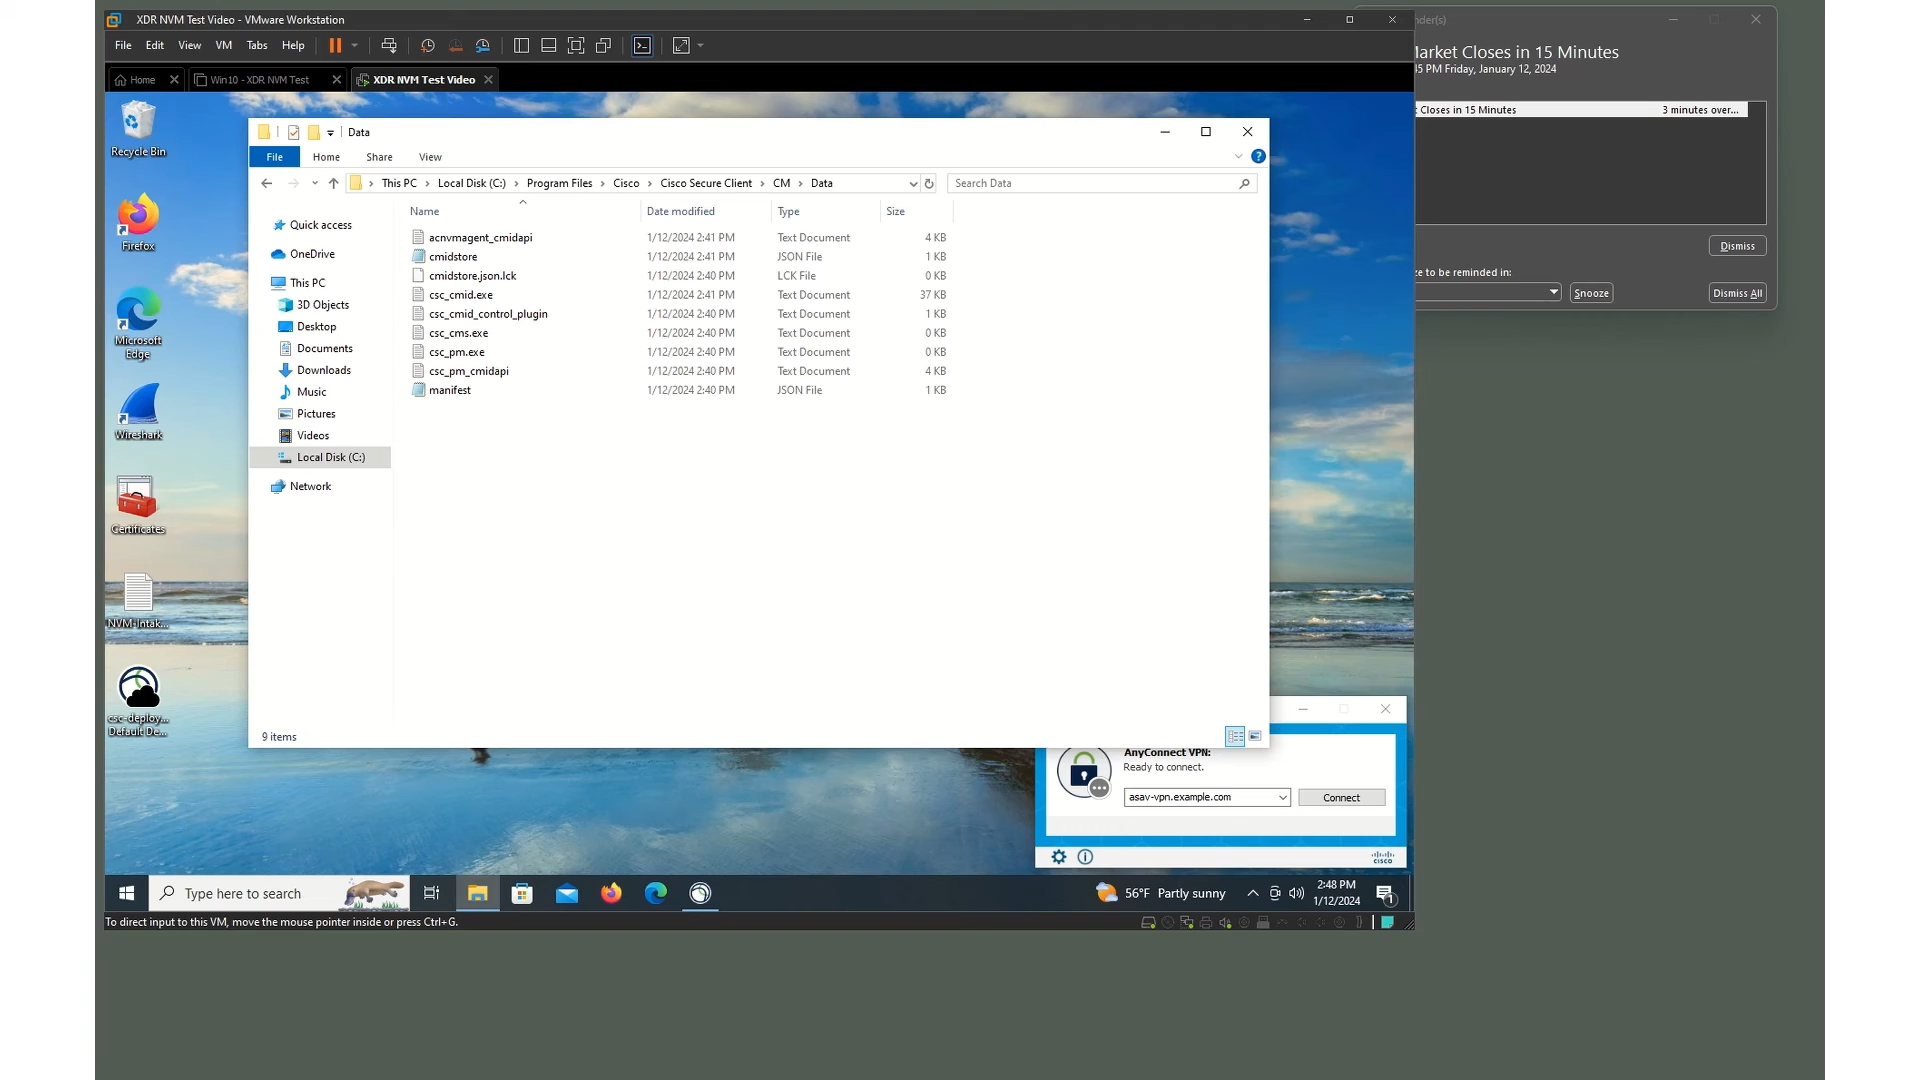 XDR NVM Test Video - VMware Workstation
File Edit View VM Tabs Help
Home
Win10 - XDR NVM Test
XDR NVM Test Video
Recycle Bin
Firefox
Microsoft
Edge
Wireshark
Certificates
NVM-Intak...
csc-deploy...
Default De...
Data
File Home Share View
This PC Local Disk (C:) Program Files Cisco Cisco Secure Client CM Data
Search Data
Quick access
OneDrive
This PC
3D Objects
Desktop
Documents
Downloads
Music
Pictures
Videos
Local Disk (C:)
Network
Name Date modified Type Size
acnvmagent_cmidapi 1/12/2024 2:41 PM Text Document 4 KB
cmidstore 1/12/2024 2:41 PM JSON File 1 KB
cmidstore.json.lck 1/12/2024 2:40 PM LCK File 0 KB
csc_cmid.exe 1/12/2024 2:41 PM Text Document 37 KB
csc_cmid_control_plugin 1/12/2024 2:40 PM Text Document 1 KB
csc_cms.exe 1/12/2024 2:40 PM Text Document 0 KB
csc_pm.exe 1/12/2024 2:40 PM Text Document 0 KB
csc_pm_cmidapi 1/12/2024 2:40 PM Text Document 4 KB
manifest 1/12/2024 2:40 PM JSON File 1 KB
9 items
AnyConnect VPN:
Ready to connect.
asav-vpn.example.com
Connect
cisco
Type here to search
56°F Partly sunny
2:48 PM
1/12/2024
1
To direct input to this VM, move the mouse pointer inside or press Ctrl+G.
nder(s)
Market Closes in 15 Minutes
45 PM Friday, January 12, 2024
t Closes in 15 Minutes 3 minutes over...
Dismiss
ze to be reminded in:
Snooze
Dismiss All